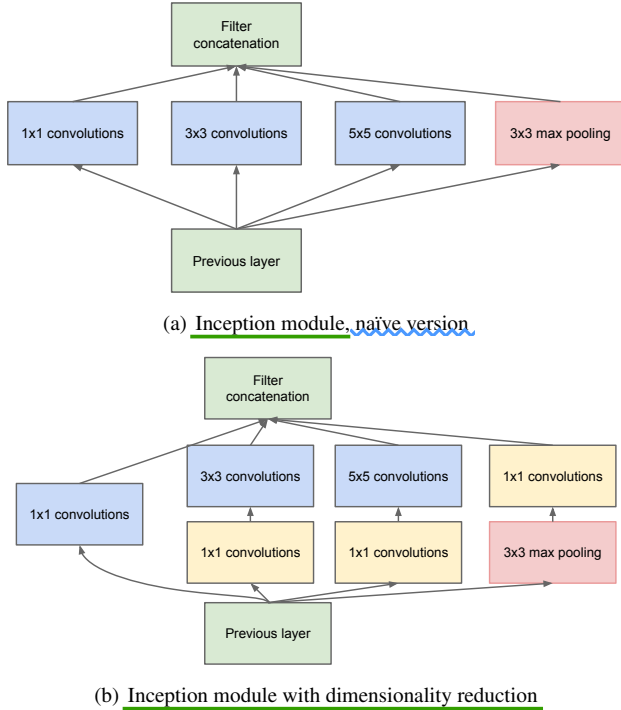 Filter
concatenation
1x1 convolutions
3x3 convolutions
5x5 convolutions
3x3 max pooling
Previous layer
(a) Inception module, naïve version
Filter
concatenation
3x3 convolutions
5x5 convolutions
1x1 convolutions
1x1 convolutions
1x1 convolutions
1x1 convolutions
3x3 max pooling
Previous layer
(b) Inception module with dimensionality reduction